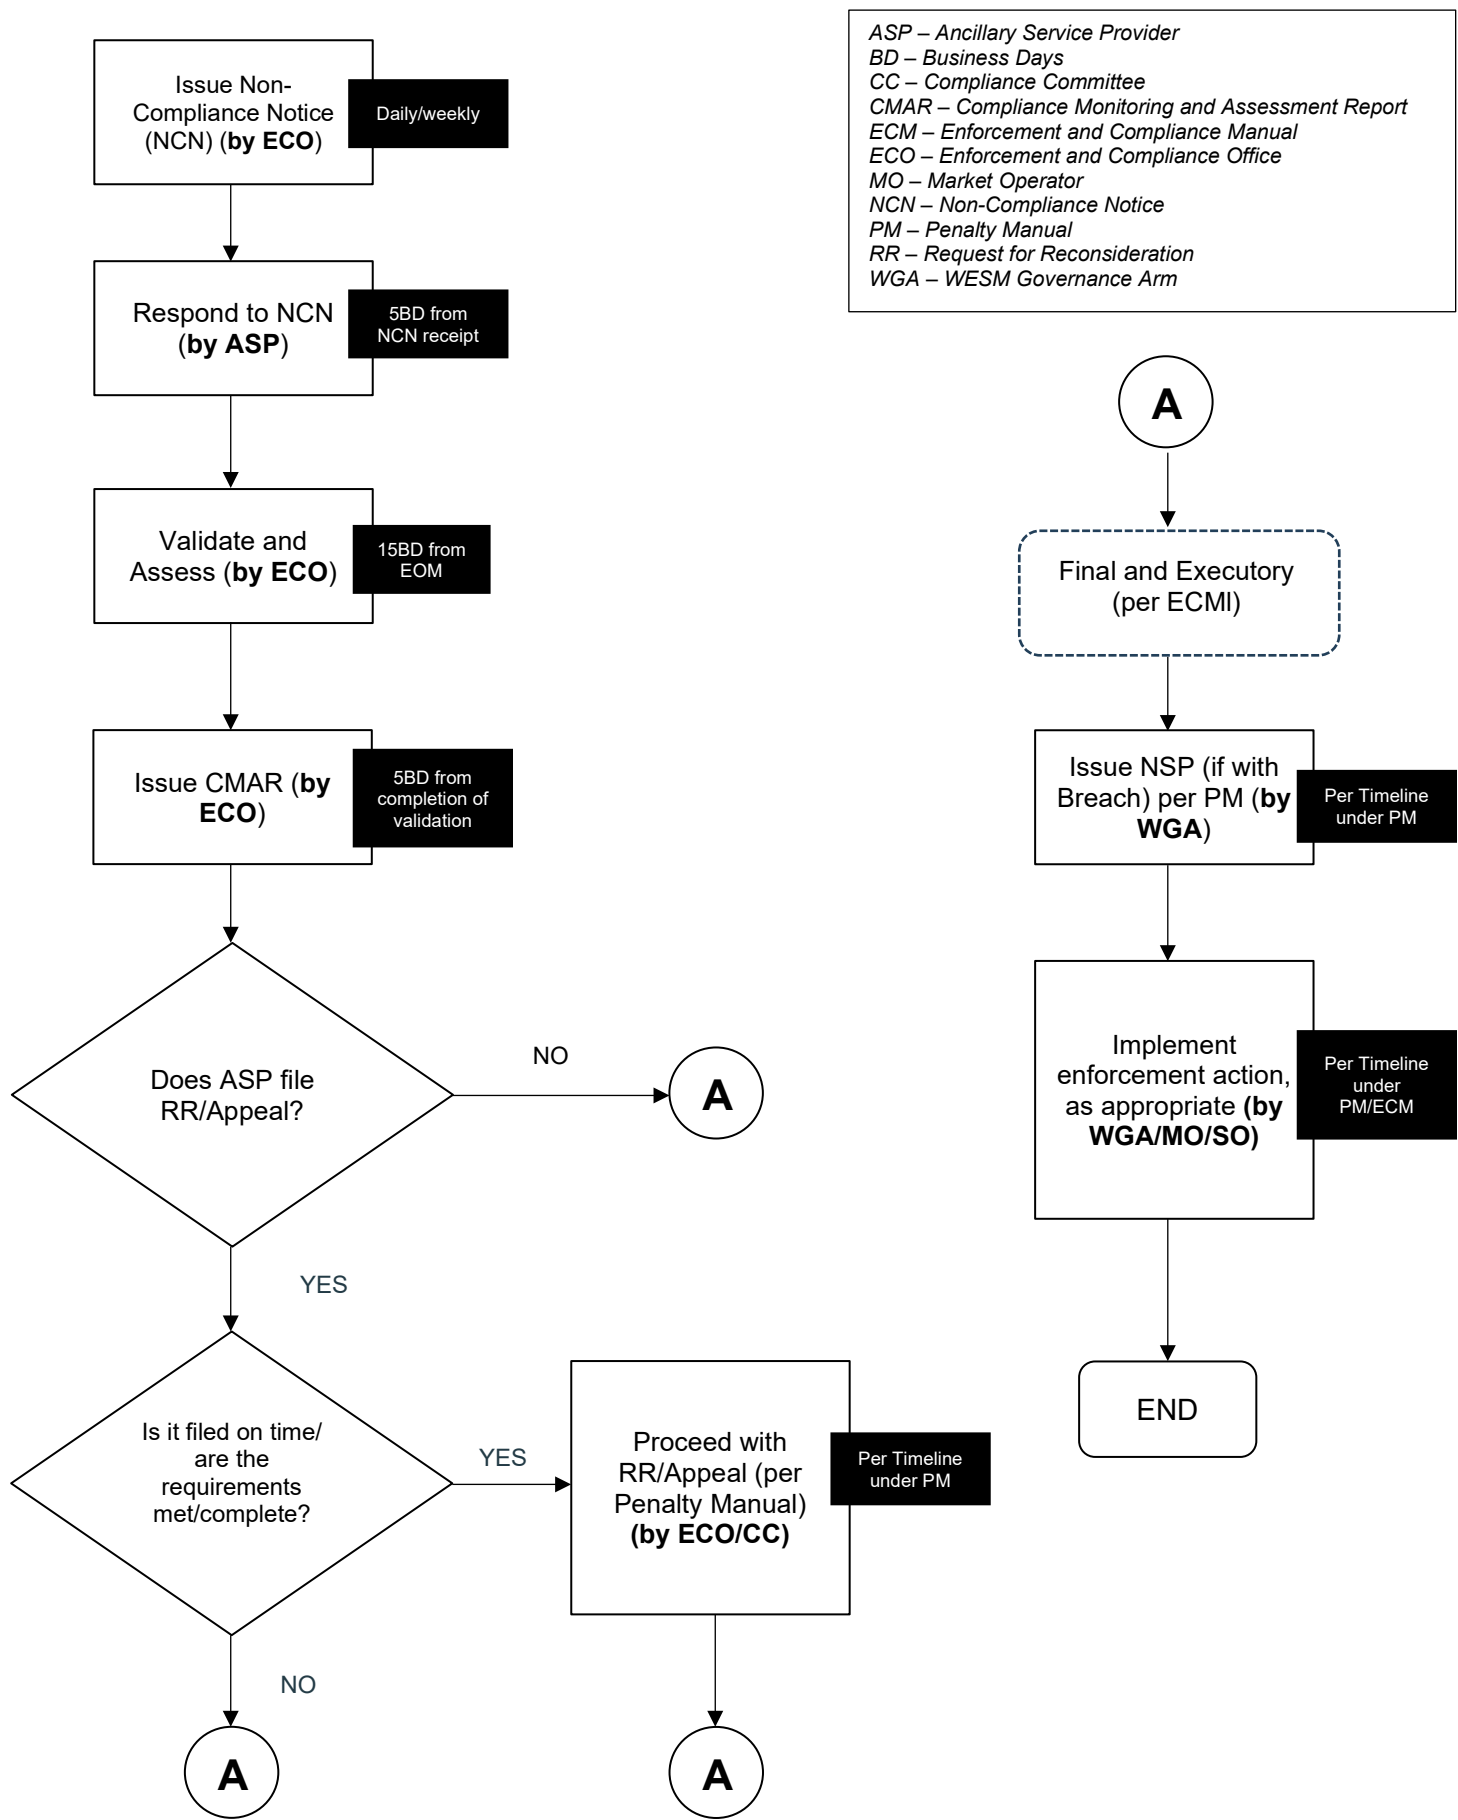 Issue Non-
Compliance Notice
(NCN) (by ECO)
Daily/weekly
Respond to NCN
(by ASP)
5BD from
NCN receipt
Validate and
Assess (by ECO)
15BD from
EOM
Issue CMAR (by
ECO)
5BD from
completion of
validation
Does ASP file
RR/Appeal?
NO
A
YES
Is it filed on time/
are the
requirements
met/complete?
YES
Proceed with
RR/Appeal (per
Penalty Manual)
(by ECO/CC)
Per Timeline
under PM
NO
A
A
ASP – Ancillary Service Provider
BD – Business Days
CC – Compliance Committee
CMAR – Compliance Monitoring and Assessment Report
ECM – Enforcement and Compliance Manual
ECO – Enforcement and Compliance Office
MO – Market Operator
NCN – Non-Compliance Notice
PM – Penalty Manual
RR – Request for Reconsideration
WGA – WESM Governance Arm
A
Final and Executory
(per ECMl)
Issue NSP (if with
Breach) per PM (by
WGA)
Per Timeline
under PM
Implement
enforcement action,
as appropriate (by
WGA/MO/SO)
Per Timeline
under
PM/ECM
END